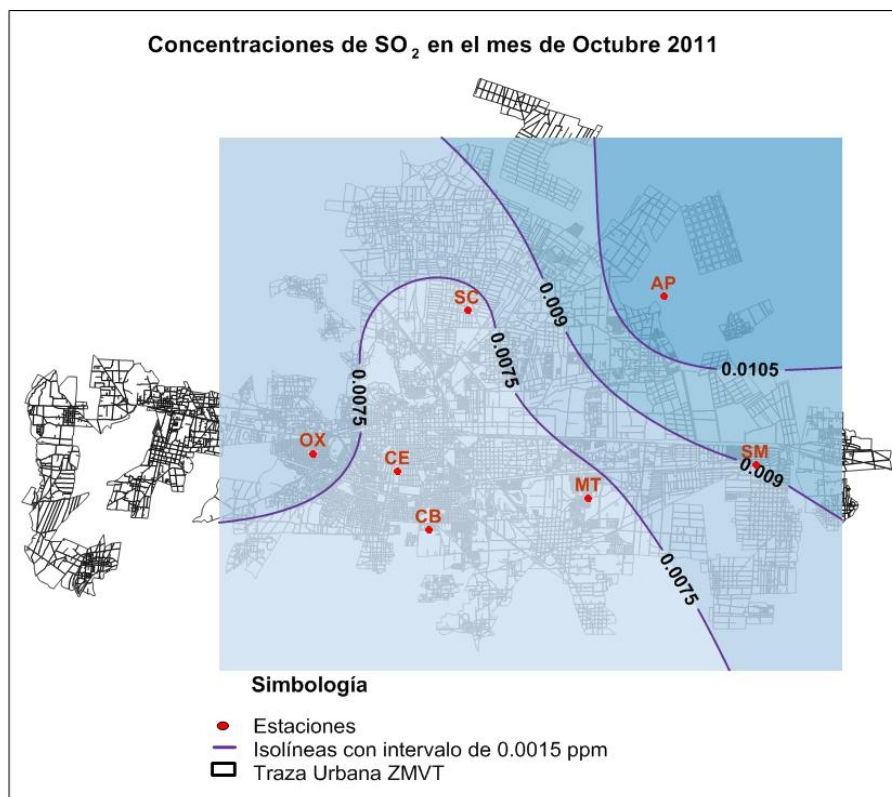 Concentraciones de SO₂ en el mes de Octubre 2011
AP
SC
0.009
0.0075
0.0075
0.0105
OX
CE
SM
0.009
MT
CB
0.0075
Simbología
Estaciones
Isolíneas con intervalo de 0.0015 ppm
Traza Urbana ZMVT